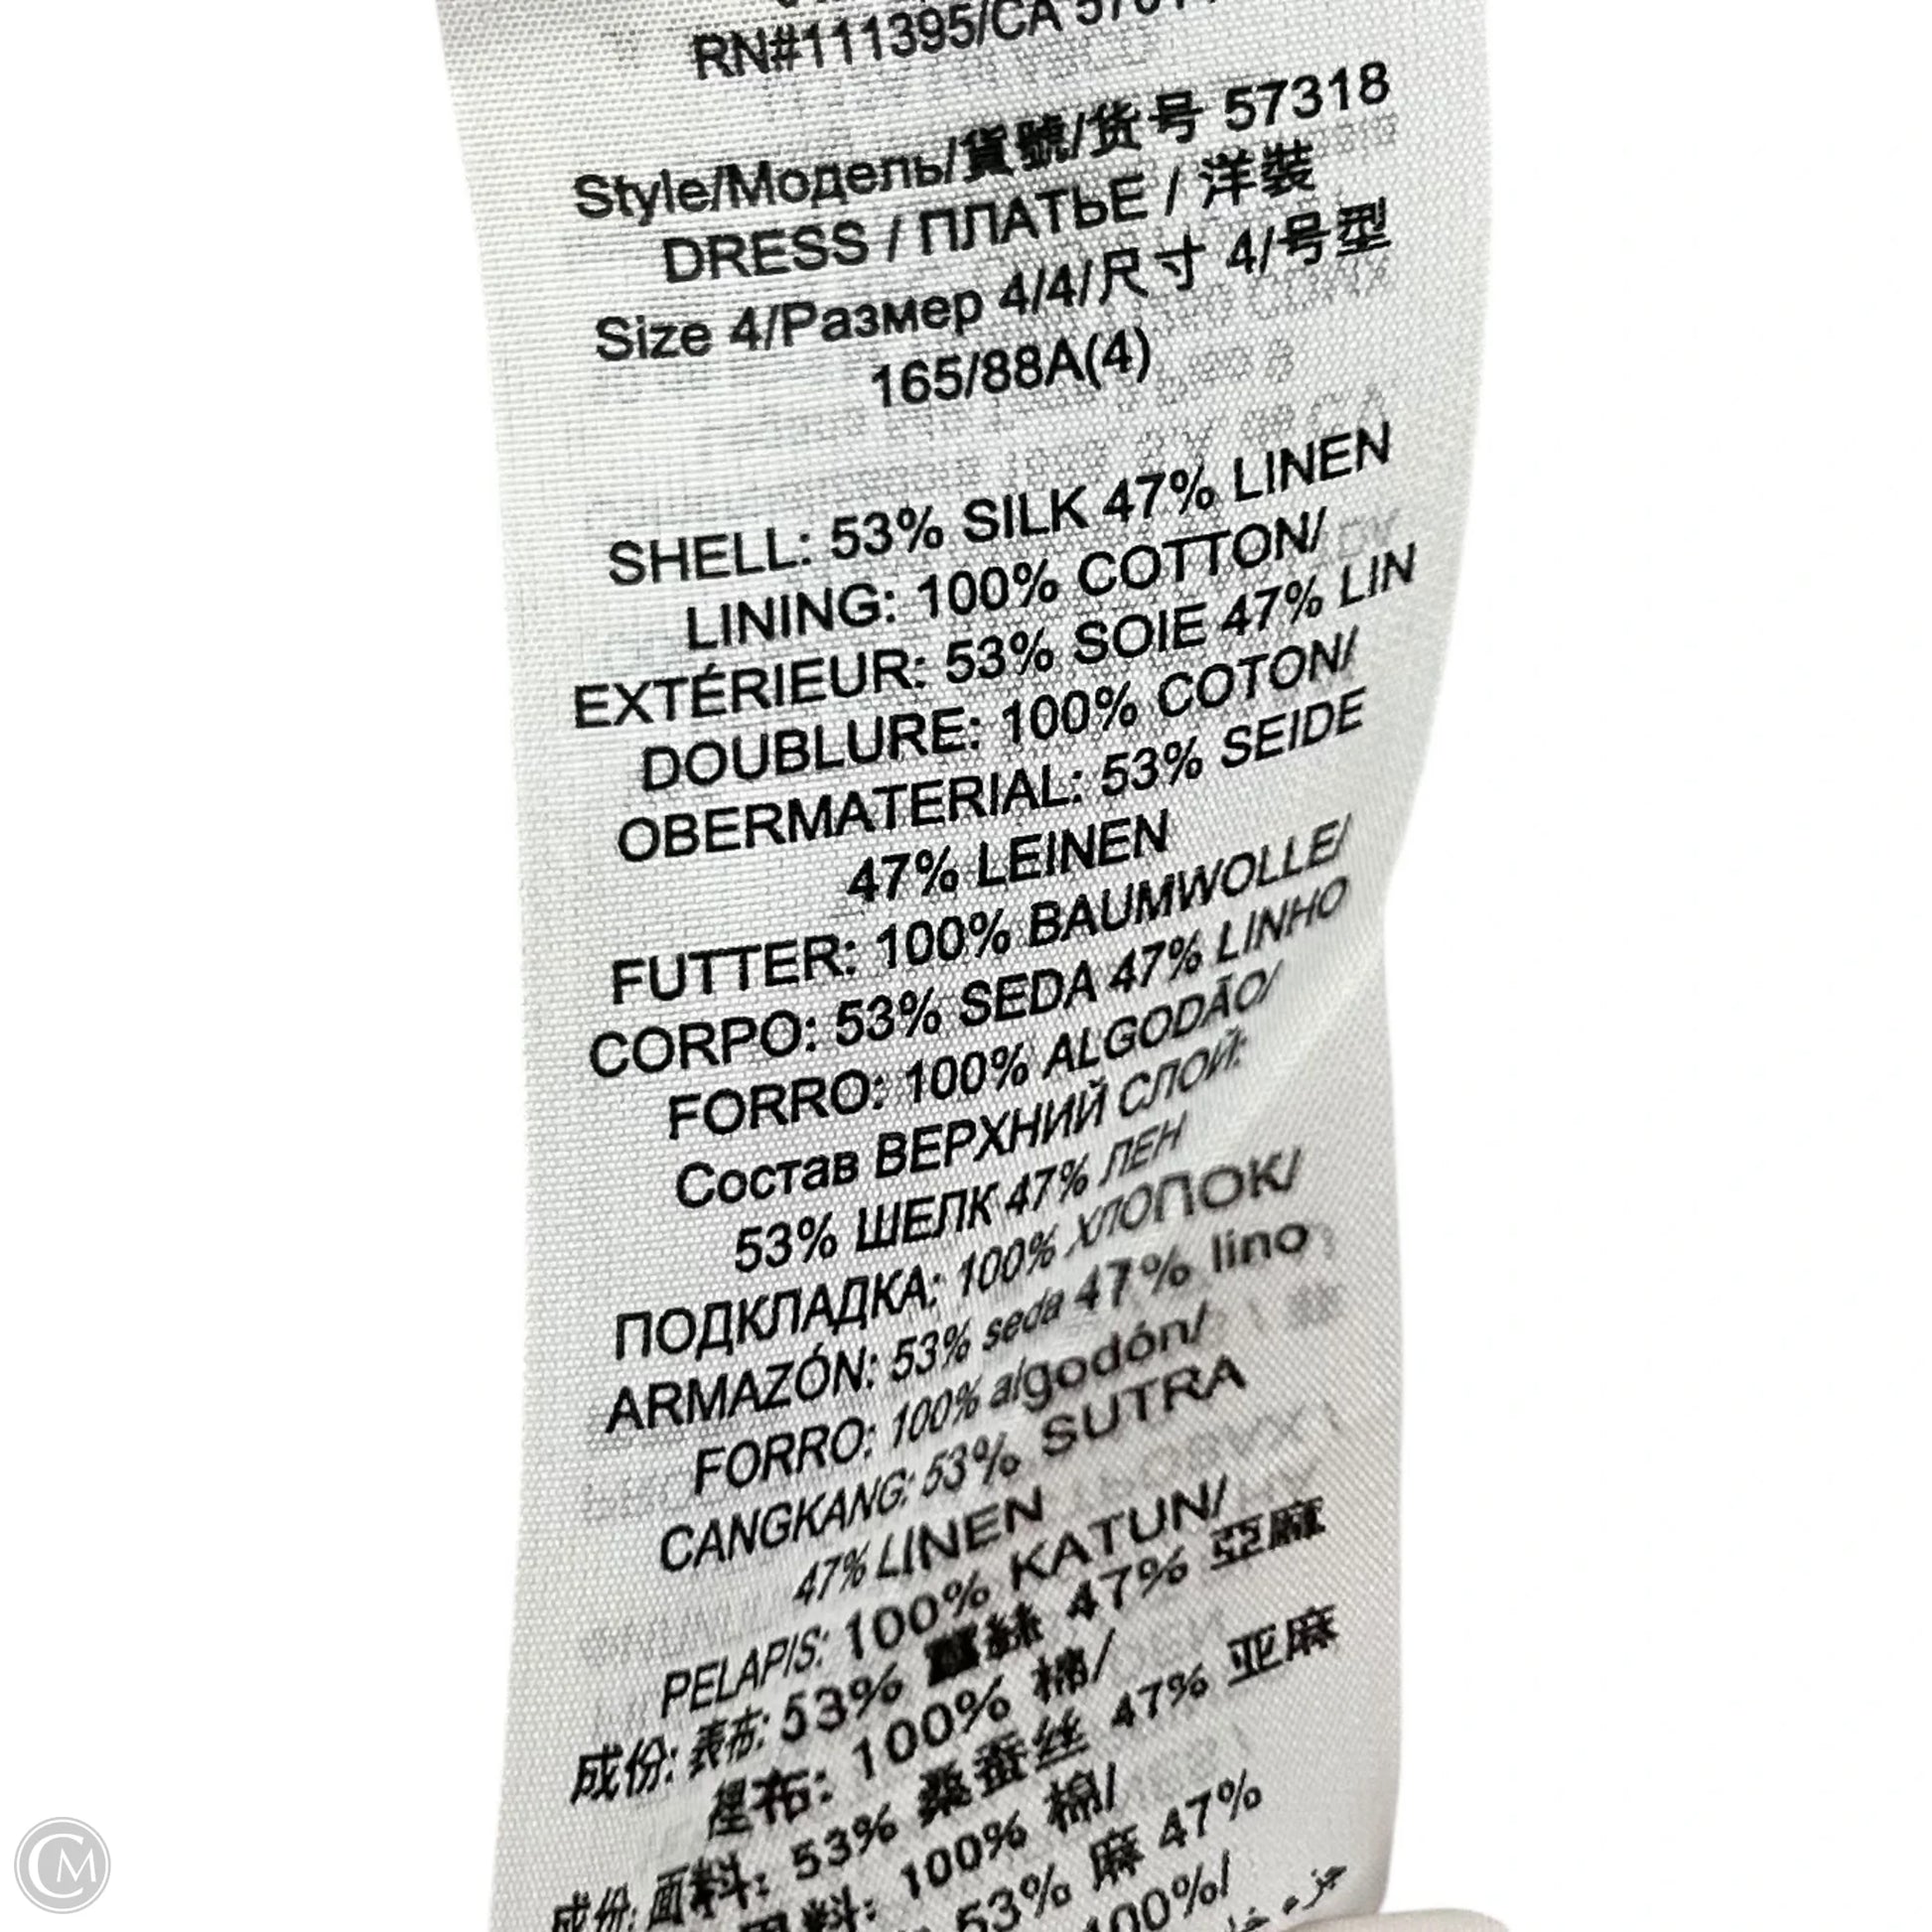 RN#111395/CA
Style/Модель/貨號/货号 57318
DRESS / ПЛАТЬЕ / 洋裝
Size 4/Размер 4/4/尺寸 4/号型
165/88A(4)
SHELL: 53% SILK 47% LINEN
LINING: 100% COTTON/
EXTÉRIEUR: 53% SOIE 47% LIN
DOUBLURE: 100% COTON/
OBERMATERIAL: 53% SEIDE
47% LEINEN
FUTTER: 100% BAUMWOLLE/
CORPO: 53% SEDA 47% LINHO
FORRO: 100% ALGODÃO/
Состав ВЕРХНИЙ СЛОЙ:
53% ШЕЛК 47% ЛЕН
ПОДКЛАДКА: 100% ХЛОПОК/
ARMAZÓN: 53% seda 47% lino
FORRO: 100% algodón/
CANGKANG: 53% SUTRA
47% LINEN
PELAPIS: 100% KATUN/
成份: 表布: 53% 蠶絲 47% 亞麻
裡布: 100% 棉/
成份: 面料: 53% 桑蚕丝 47% 亚麻
100% 棉/
53% 麻 47%
100%/
CM